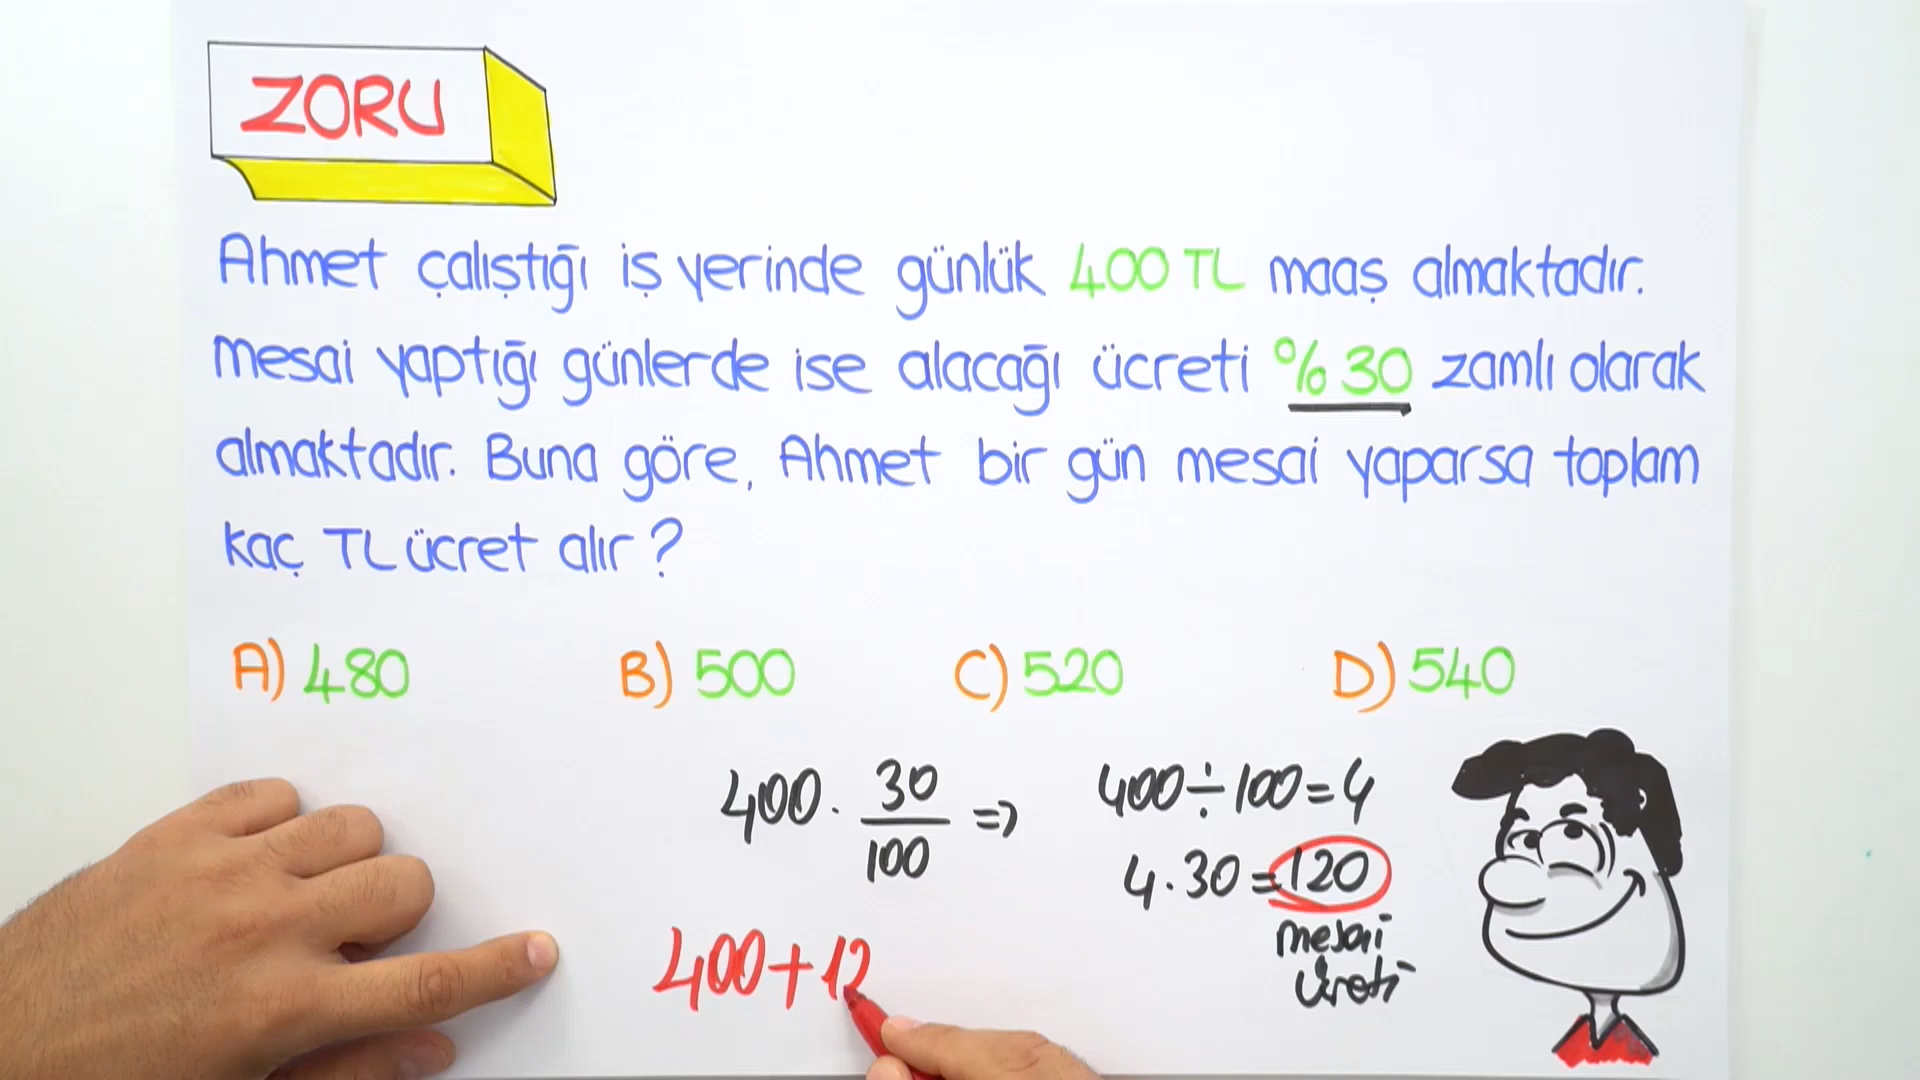 ZORU
Ahmet çalıştığı iş yerinde günlük 400 TL maaş almaktadır.
Mesai yaptığı günlerde ise alacağı ücreti %30 zamlı olarak
almaktadır. Buna göre, Ahmet bir gün mesai yaparsa toplam
kaç TL ücret alır?
A) 480 B) 500 C) 520 D) 540
400 . 30/100 =>
400÷100=4
4.30=120
mesai
ücreti
400+12